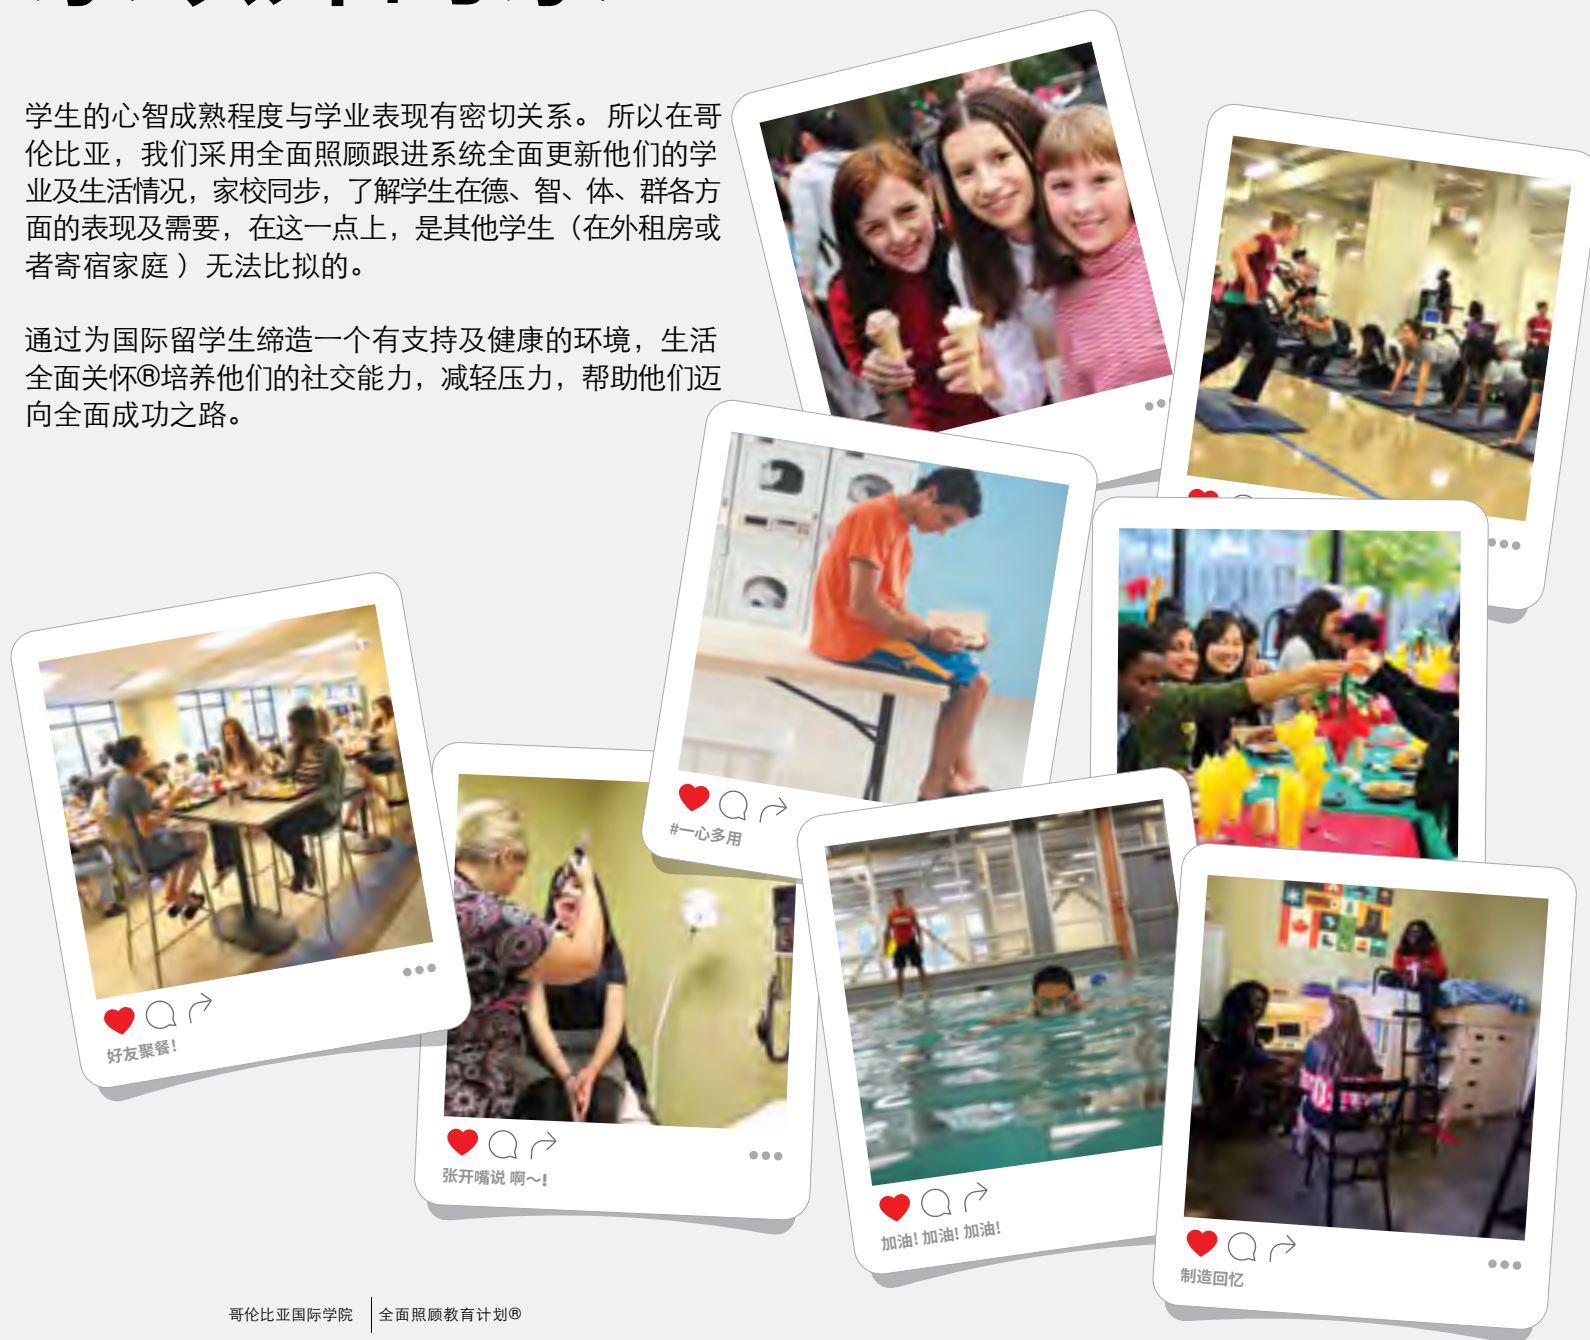 学生的心智成熟程度与学业表现有密切关系。 所以在哥
伦比亚，我们采用全面照顾跟进系统全面更新他们的学
业及生活情况，家校同步，了解学生在德、智、体、群各方
面的表现及需要，在这一点上，是其他学生（在外租房或
者寄宿家庭 ）无法比拟的。
通过为国际留学生缔造一个有支持及健康的环境，生活
全面关怀®培养他们的社交能力，减轻压力，帮助他们迈
向全面成功之路。
#一心多用
好友聚餐！
张开嘴说 啊～!
加油! 加油! 加油!
制造回忆
哥伦比亚国际学院 全面照顾教育计划®